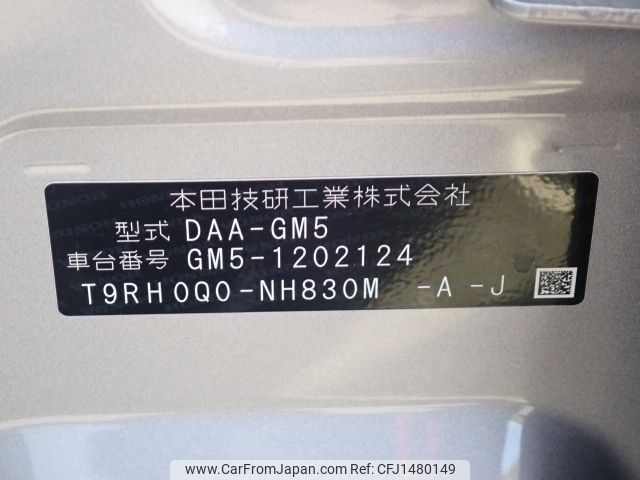 本田技研工業株式会社
型式 DAA-GM5
車台番号 GM5-1202124
T9RH0Q0-NH830M -A -J
www.CarFromJapan.com | Ref No. CFJ1480149